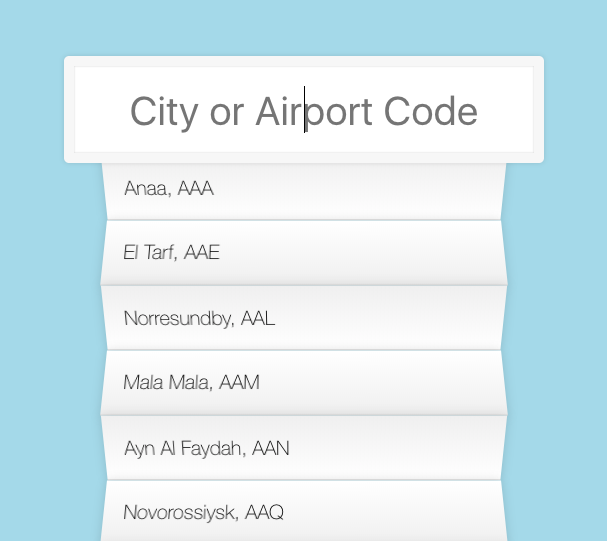 City or Airport Code
Anaa, AAA
El Tarf, AAE
Norresundby, AAL
Mala Mala, AAM
Ayn Al Faydah, AAN
Novorossiysk, AAQ